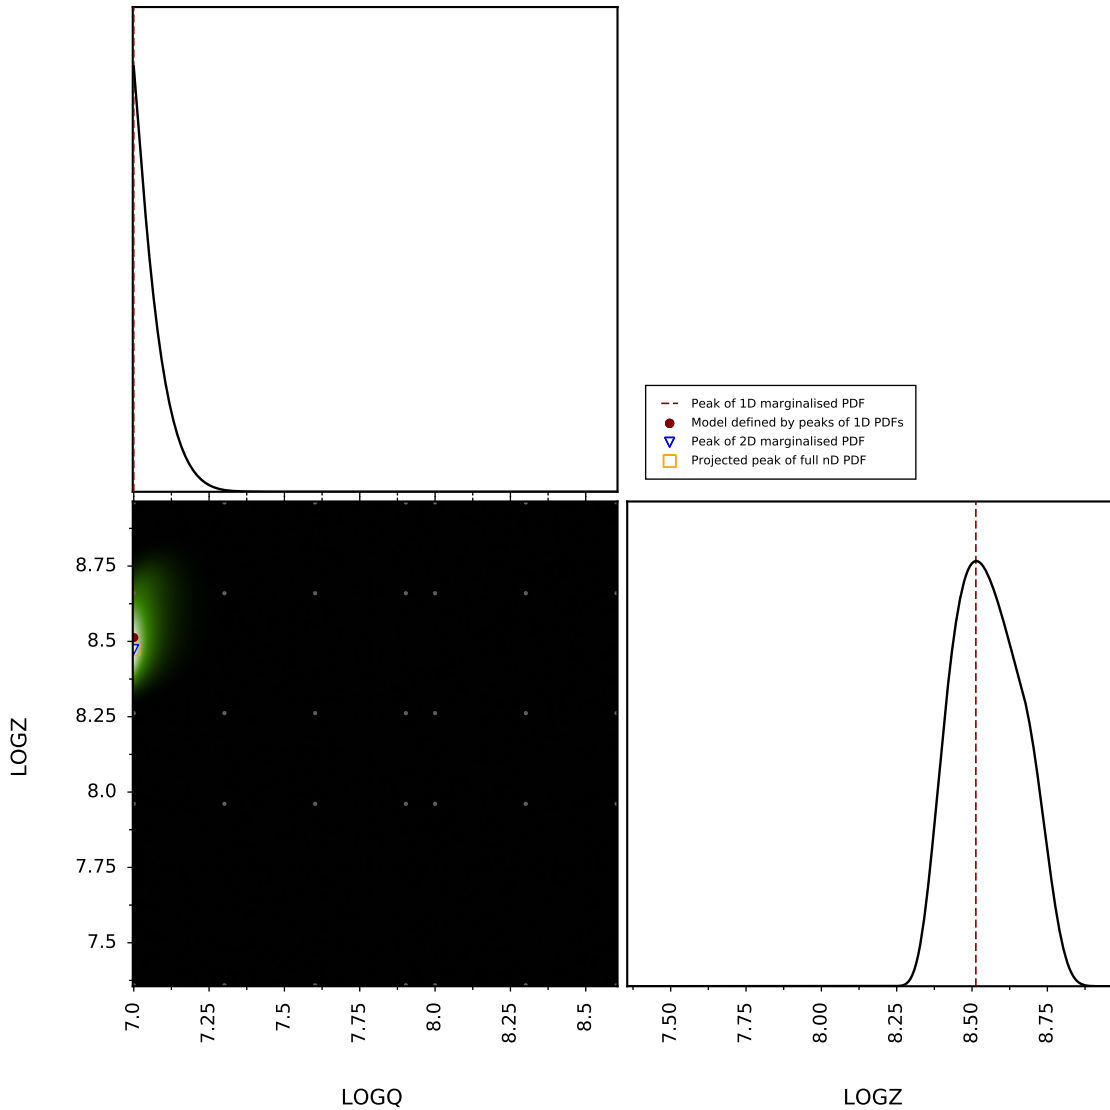 Peak of 1D marginalised PDF
Model defined by peaks of 1D PDFs
Peak of 2D marginalised PDF
Projected peak of full nD PDF
LOGZ
8.75
8.5
8.25
8.0
7.75
7.5
7.0
7.25
7.5
7.75
8.0
8.25
8.5
LOGQ
7.50
7.75
8.00
8.25
8.50
8.75
LOGZ